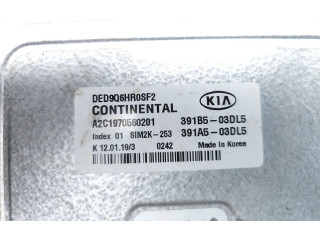 DED9Q6HR0SF2
CONTINENTAL KIA
A2C1970560201 391B5-03DL5
Index 01 SIM2K-253 391A5-03DL5
K 12.01.19/3 0242 Made in Korea